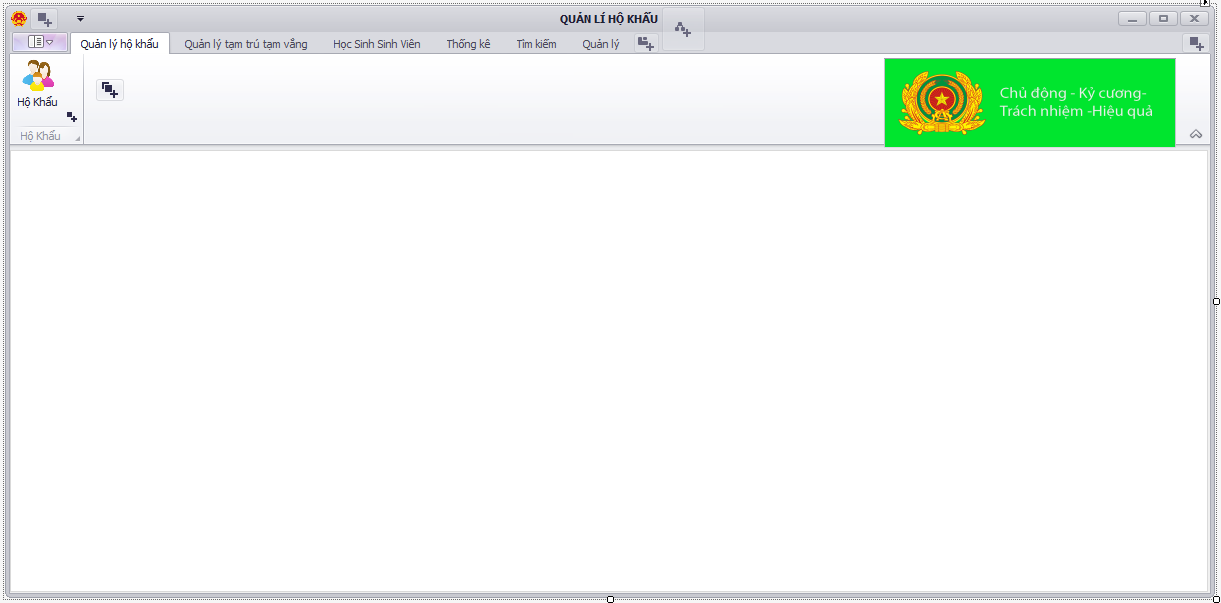 QUẢN LÍ HỘ KHẨU
Quản lý hộ khẩu Quản lý tạm trú tạm vắng Học Sinh Sinh Viên Thống kê Tìm kiếm Quản lý
Hộ Khẩu
Hộ Khẩu
Chủ động - Kỷ cương-
Trách nhiệm -Hiệu quả